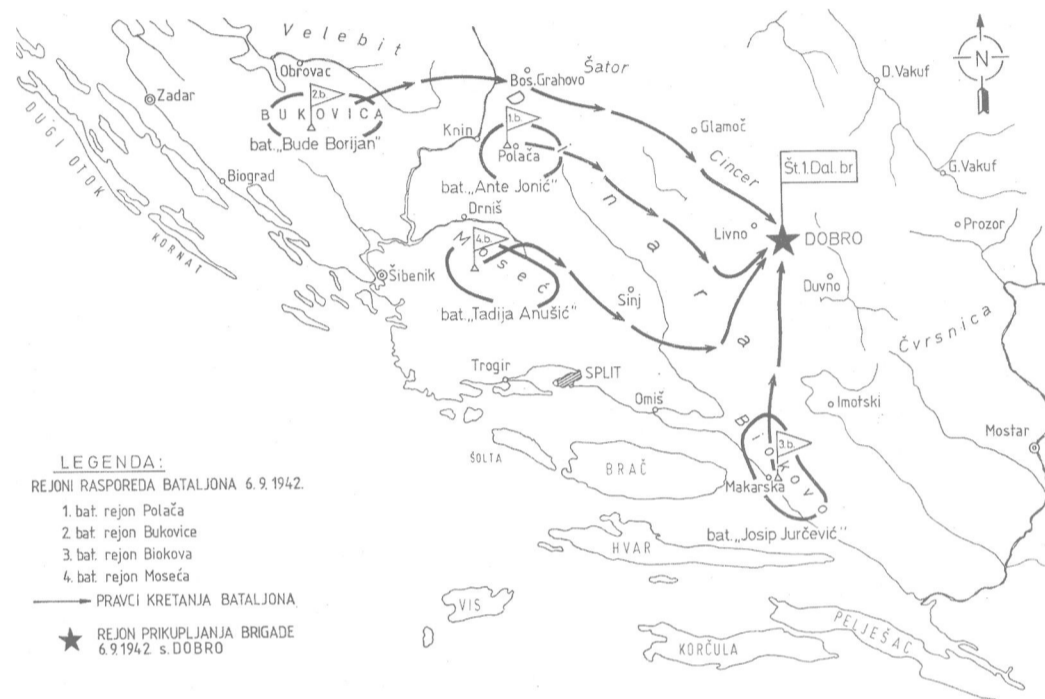 Velebit
Obrovac
Šator
Bos.Grahovo
D. Vakuf
N
Zadar
2.b.
BUKOVICA
bat.„Bude Borijan"
Knin
1.b.
Polača
bat.„Ante Jonić"
Dinara
Glamoč
Cincer
Št.1.Dal.br
G.Vakuf
DUGI OTOK
Biograd
KORNAT
Drniš
4.b.
Moseć
bat.„Tadija Anušić"
Šibenik
Sinj
Livno
DOBRO
Prozor
Duvno
Čvrsnica
Trogir
SPLIT
Omiš
Imotski
Mostar
Biokovo
3.b.
Makarska
bat.„Josip Jurčević"
ŠOLTA
BRAČ
HVAR
VIS
KORČULA
PELJEŠAC
LEGENDA:
REJONI RASPOREDA BATALJONA 6.9.1942.
1. bat. rejon Polača
2. bat. rejon Bukovice
3. bat. rejon Biokova
4. bat. rejon Moseća
PRAVCI KRETANJA BATALJONA
REJON PRIKUPLJANJA BRIGADE
6.9.1942 s. DOBRO